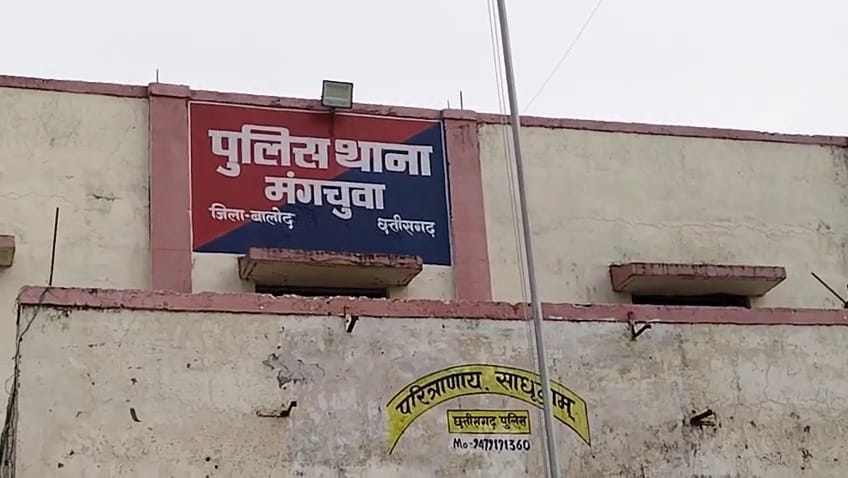 पुलिस थाना
मंगचुवा
जिला-बालोद छत्तीसगढ़
परित्राणाय साधूनाम्
छत्तीसगढ़ पुलिस
Mo-9479191360